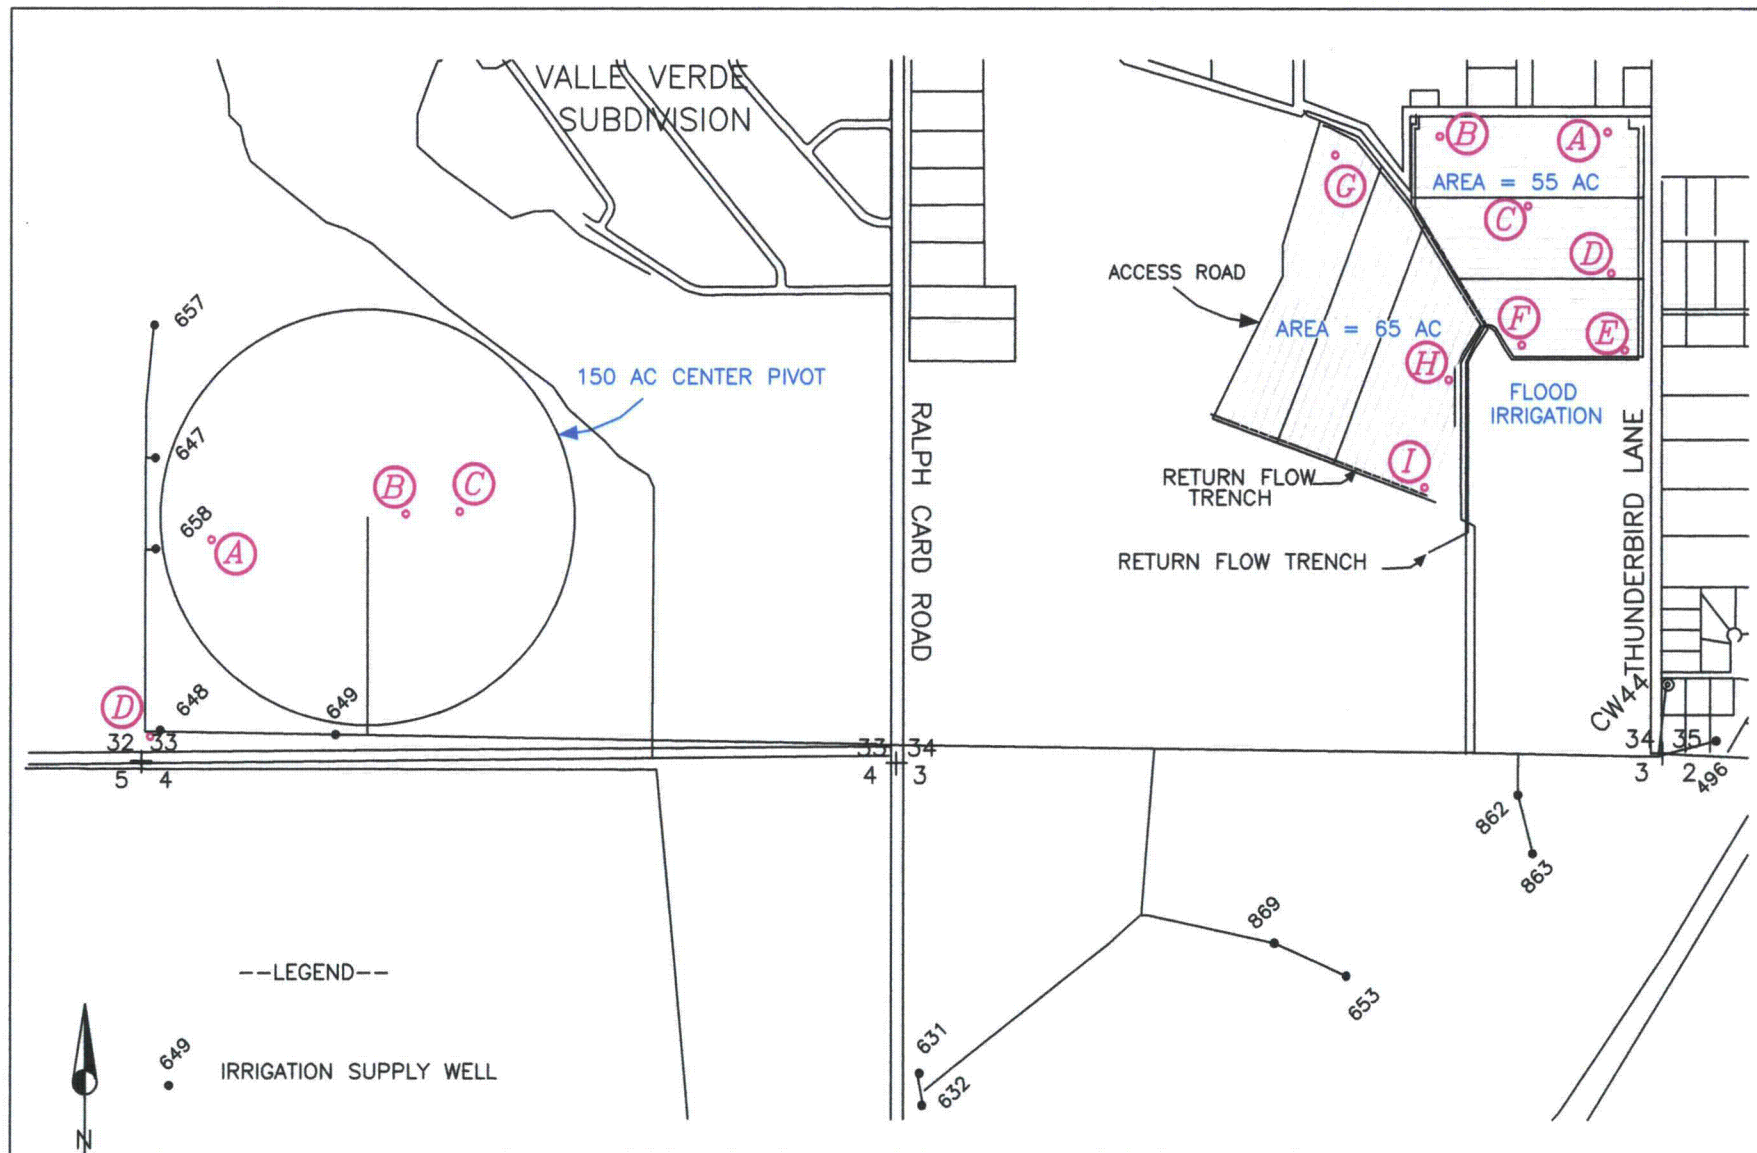 VALLE VERDE
SUBDIVISION
B
A
AREA = 55 AC
G
C
D
ACCESS ROAD
F
E
AREA = 65 AC
H
657
150 AC CENTER PIVOT
FLOOD
IRRIGATION
647
RALPH CARD ROAD
THUNDERBIRD LANE
I
RETURN FLOW
TRENCH
B
C
658
A
RETURN FLOW TRENCH
D
648
649
CW44
32 33
33 34
34 35
5 4
4 3
3 2
496
862
863
869
653
--LEGEND--
631
632
649
IRRIGATION SUPPLY WELL
N